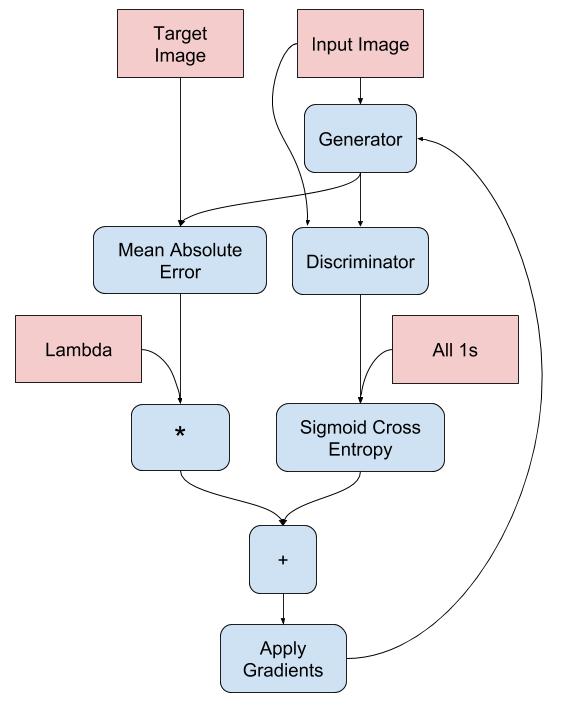 Target
Image
Input Image
Generator
Mean Absolute
Error
Discriminator
Lambda
All 1s
*
Sigmoid Cross
Entropy
+
Apply
Gradients